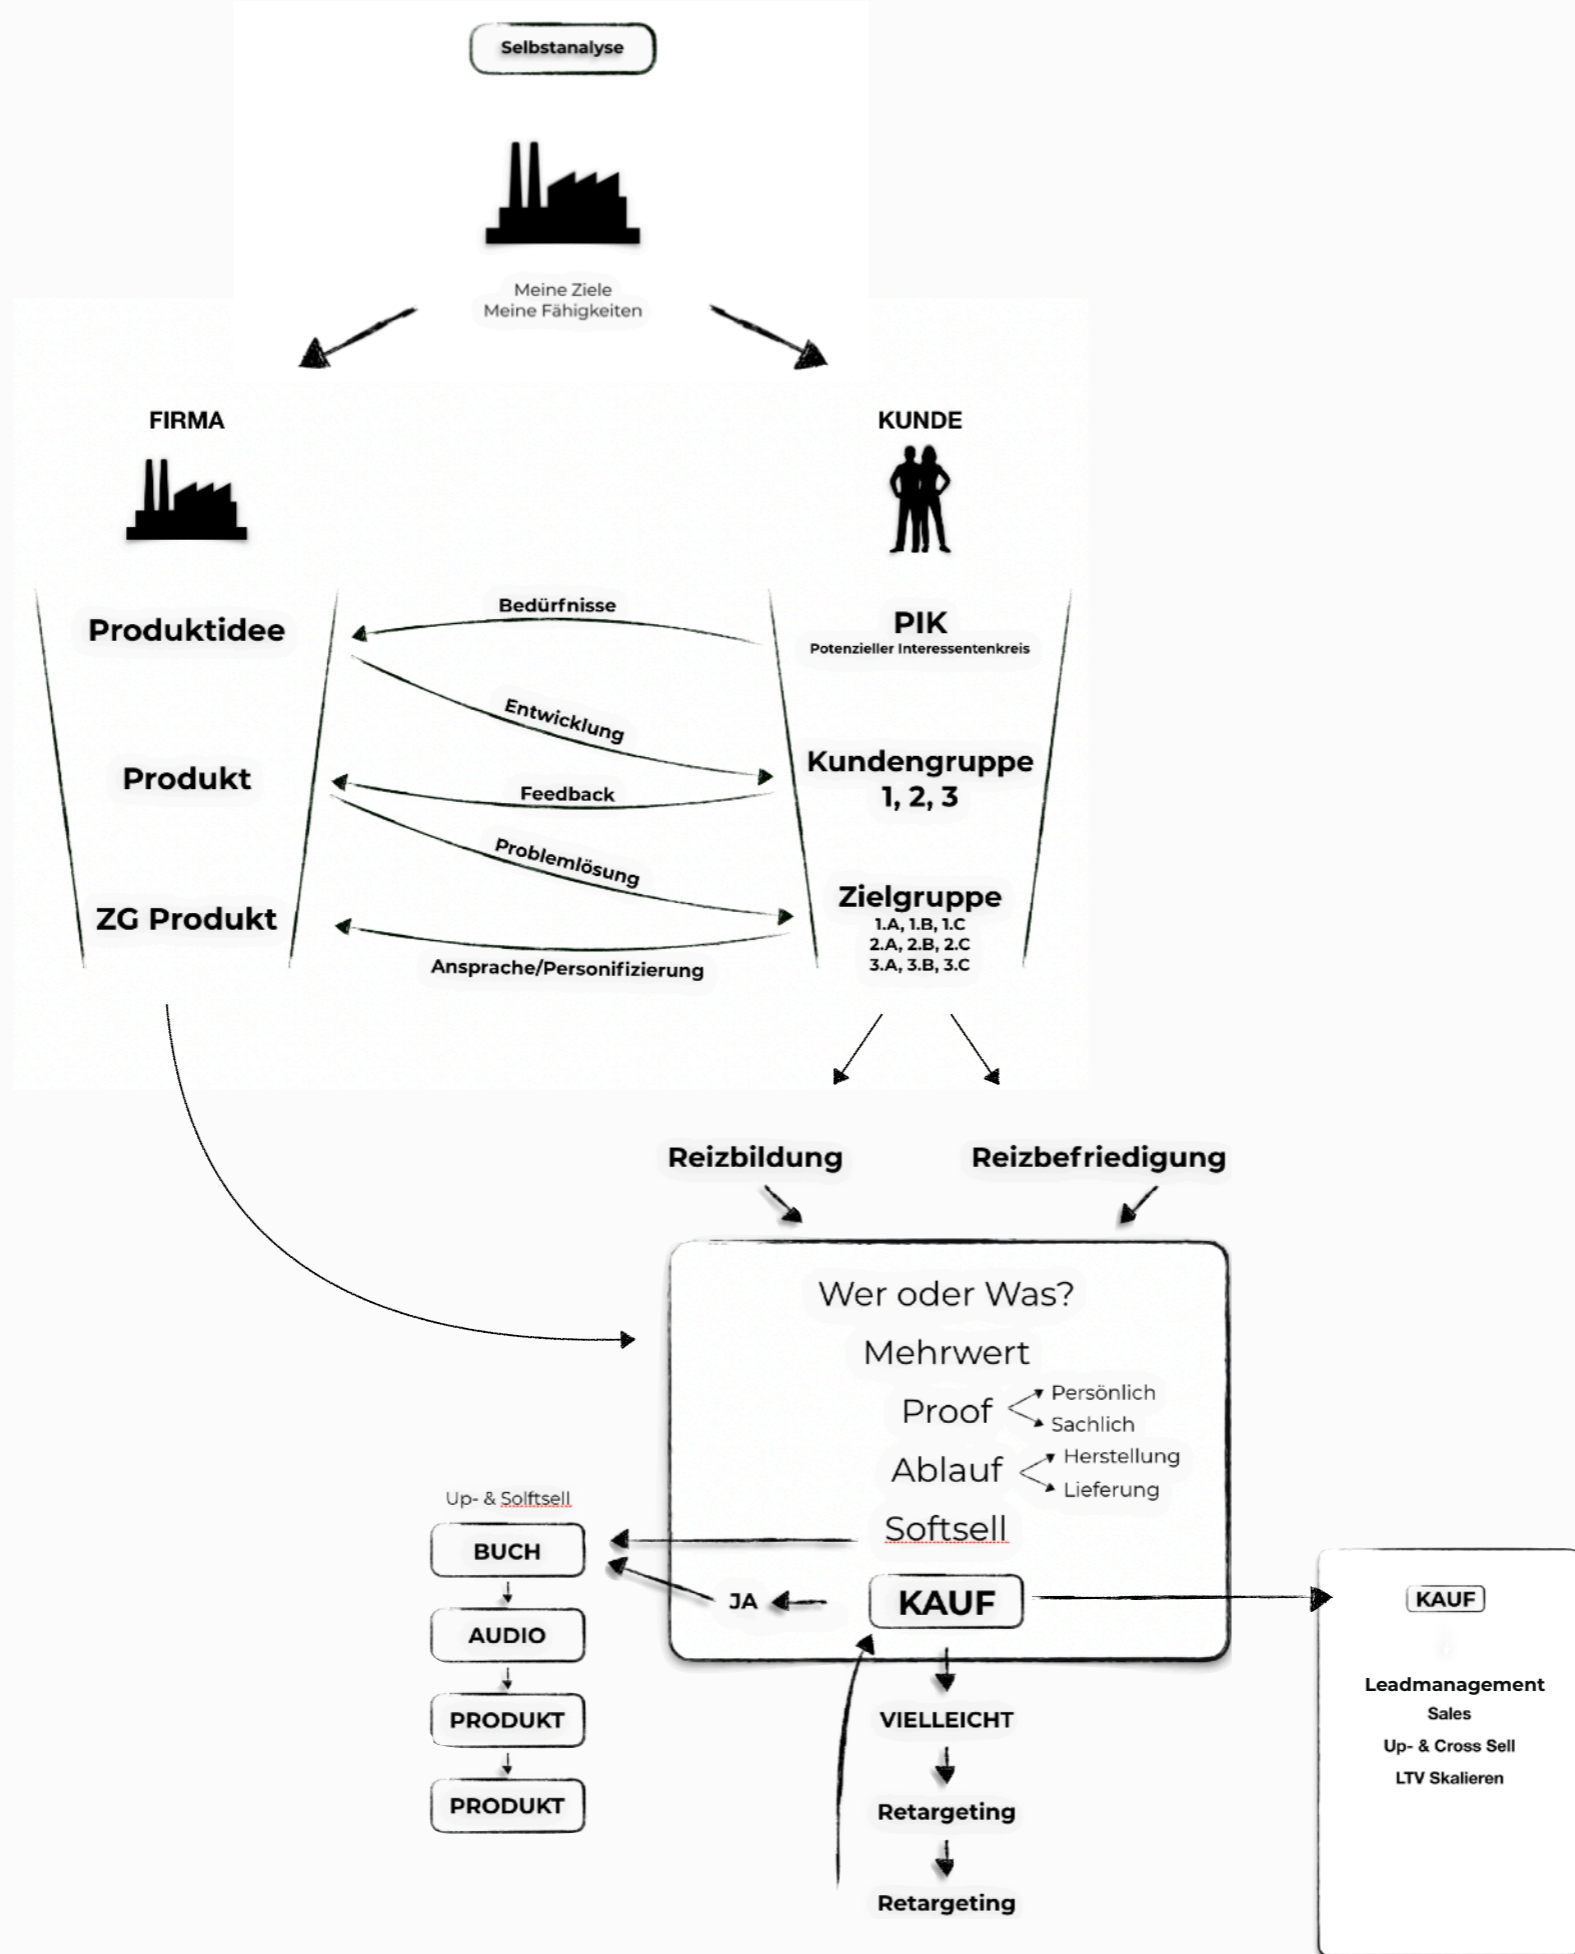 Selbstanalyse
Meine Ziele
Meine Fähigkeiten
FIRMA
KUNDE
Produktidee
Bedürfnisse
PIK
Potenzieller Interessentenkreis
Entwicklung
Produkt
Feedback
Kundengruppe
1, 2, 3
Problemlösung
ZG Produkt
Zielgruppe
1.A, 1.B, 1.C
2.A, 2.B, 2.C
3.A, 3.B, 3.C
Ansprache/Personifizierung
Reizbildung
Reizbefriedigung
Wer oder Was?
Mehrwert
Proof
Persönlich
Sachlich
Ablauf
Herstellung
Lieferung
Softsell
KAUF
JA
Up- & Solftsell
BUCH
AUDIO
PRODUKT
PRODUKT
VIELLEICHT
Retargeting
Retargeting
KAUF
Leadmanagement
Sales
Up- & Cross Sell
LTV Skalieren